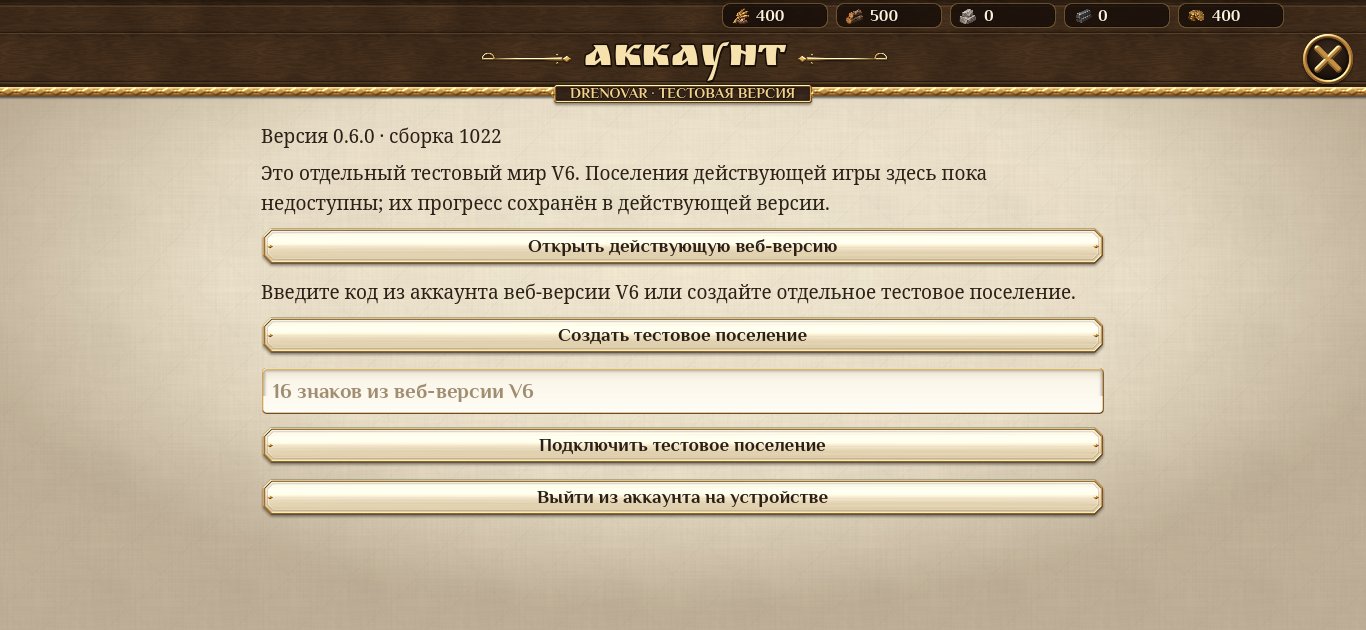 400 500 0 0 400
АККАУНТ
DRENOVAR · ТЕСТОВАЯ ВЕРСИЯ
Версия 0.6.0 · сборка 1022
Это отдельный тестовый мир V6. Поселения действующей игры здесь пока
недоступны; их прогресс сохранён в действующей версии.
Открыть действующую веб-версию
Введите код из аккаунта веб-версии V6 или создайте отдельное тестовое поселение.
Создать тестовое поселение
16 знаков из веб-версии V6
Подключить тестовое поселение
Выйти из аккаунта на устройстве